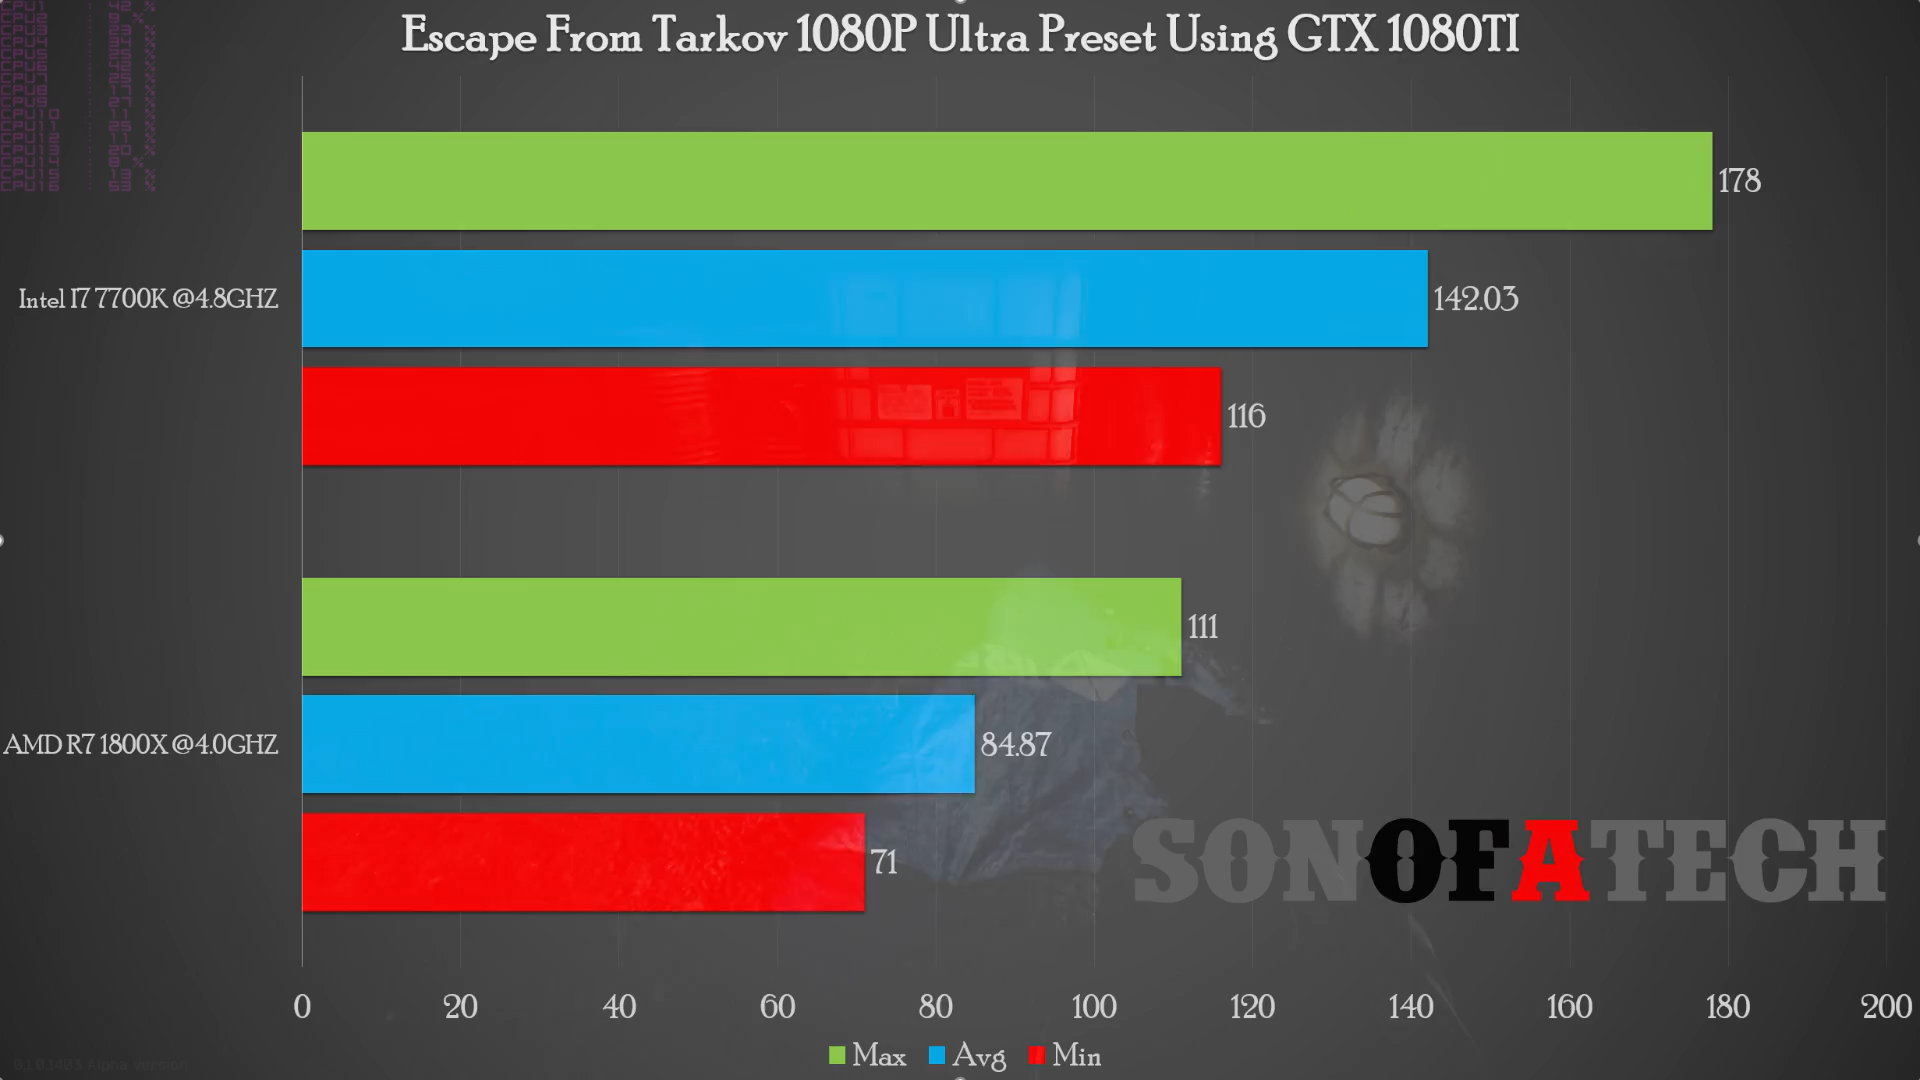 Escape From Tarkov 1080P Ultra Preset Using GTX 1080TI
178
Intel I7 7700K @4.8GHZ
142.03
116
111
AMD R7 1800X @4.0GHZ
84.87
71
SONOFATECH
0 20 40 60 80 100 120 140 160 180 200
Max Avg Min